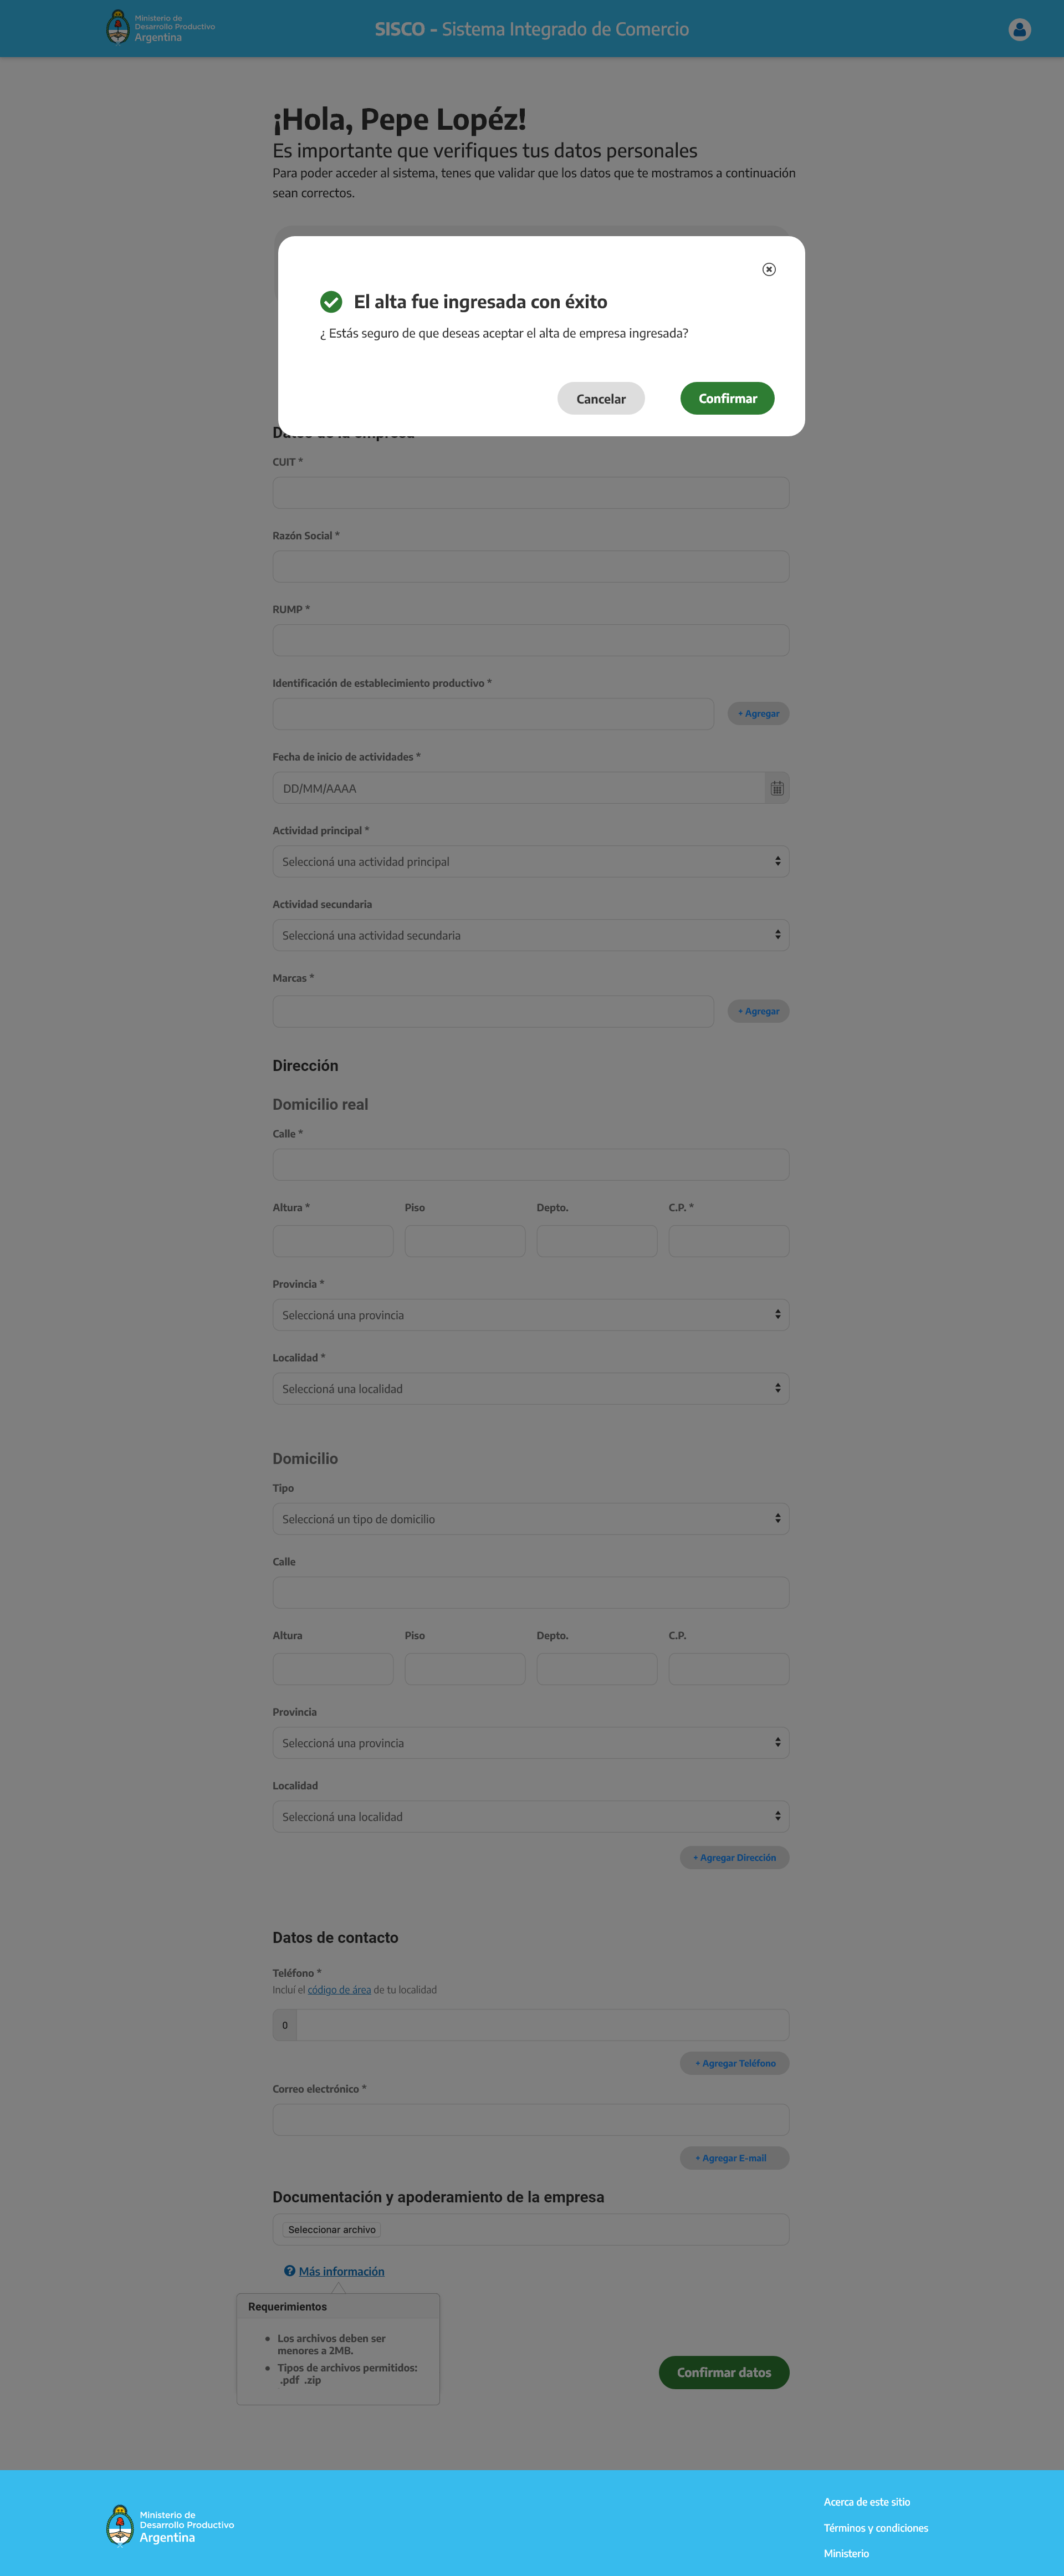 Ministerio de
Desarrollo Productivo
Argentina
SISCO - Sistema Integrado de Comercio
¡Hola, Pepe Lopéz!
Es importante que verifiques tus datos personales
Para poder acceder al sistema, tenes que validar que los datos que te mostramos a continuación
sean correctos.
El alta fue ingresada con éxito
¿ Estás seguro de que deseas aceptar el alta de empresa ingresada?
Cancelar
Confirmar
Datos de la empresa
CUIT *
Razón Social *
RUMP *
Identificación de establecimiento productivo *
+ Agregar
Fecha de inicio de actividades *
DD/MM/AAAA
Actividad principal *
Seleccioná una actividad principal
Actividad secundaria
Seleccioná una actividad secundaria
Marcas *
+ Agregar
Dirección
Domicilio real
Calle *
Altura * Piso Depto. C.P. *
Provincia *
Seleccioná una provincia
Localidad *
Seleccioná una localidad
Domicilio
Tipo
Seleccioná un tipo de domicilio
Calle
Altura Piso Depto. C.P.
Provincia
Seleccioná una provincia
Localidad
Seleccioná una localidad
+ Agregar Dirección
Datos de contacto
Teléfono *
Incluí el código de área de tu localidad
0
+ Agregar Teléfono
Correo electrónico *
+ Agregar E-mail
Documentación y apoderamiento de la empresa
Seleccionar archivo
Más información
Requerimientos
• Los archivos deben ser
menores a 2MB.
• Tipos de archivos permitidos:
.pdf .zip
Confirmar datos
Ministerio de
Desarrollo Productivo
Argentina
Acerca de este sitio
Términos y condiciones
Ministerio